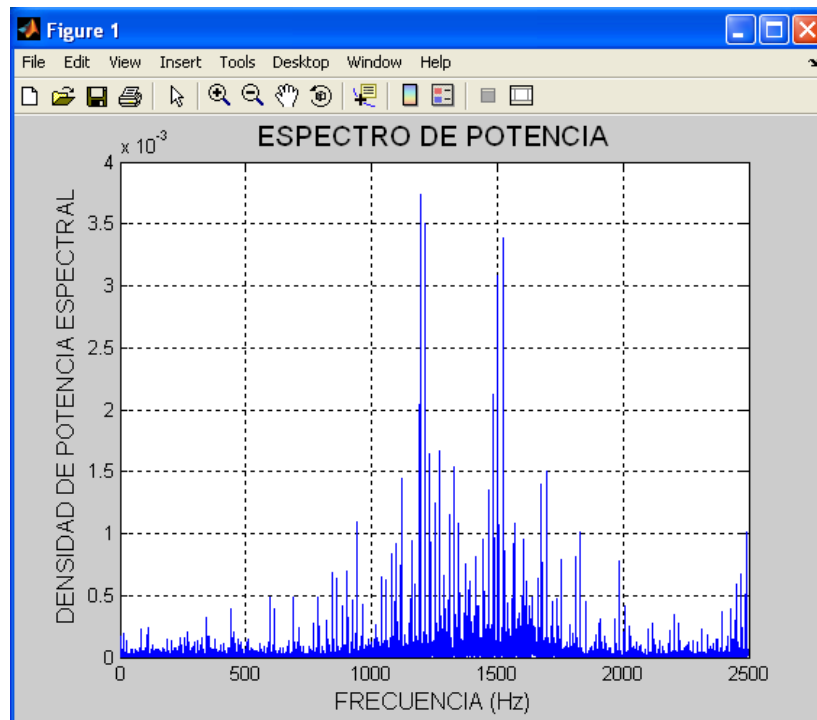 Figure 1
File Edit View Insert Tools Desktop Window Help
ESPECTRO DE POTENCIA
x 10-3
4
3.5
3
2.5
2
1.5
1
0.5
0
DENSIDAD DE POTENCIA ESPECTRAL
0 500 1000 1500 2000 2500
FRECUENCIA (Hz)